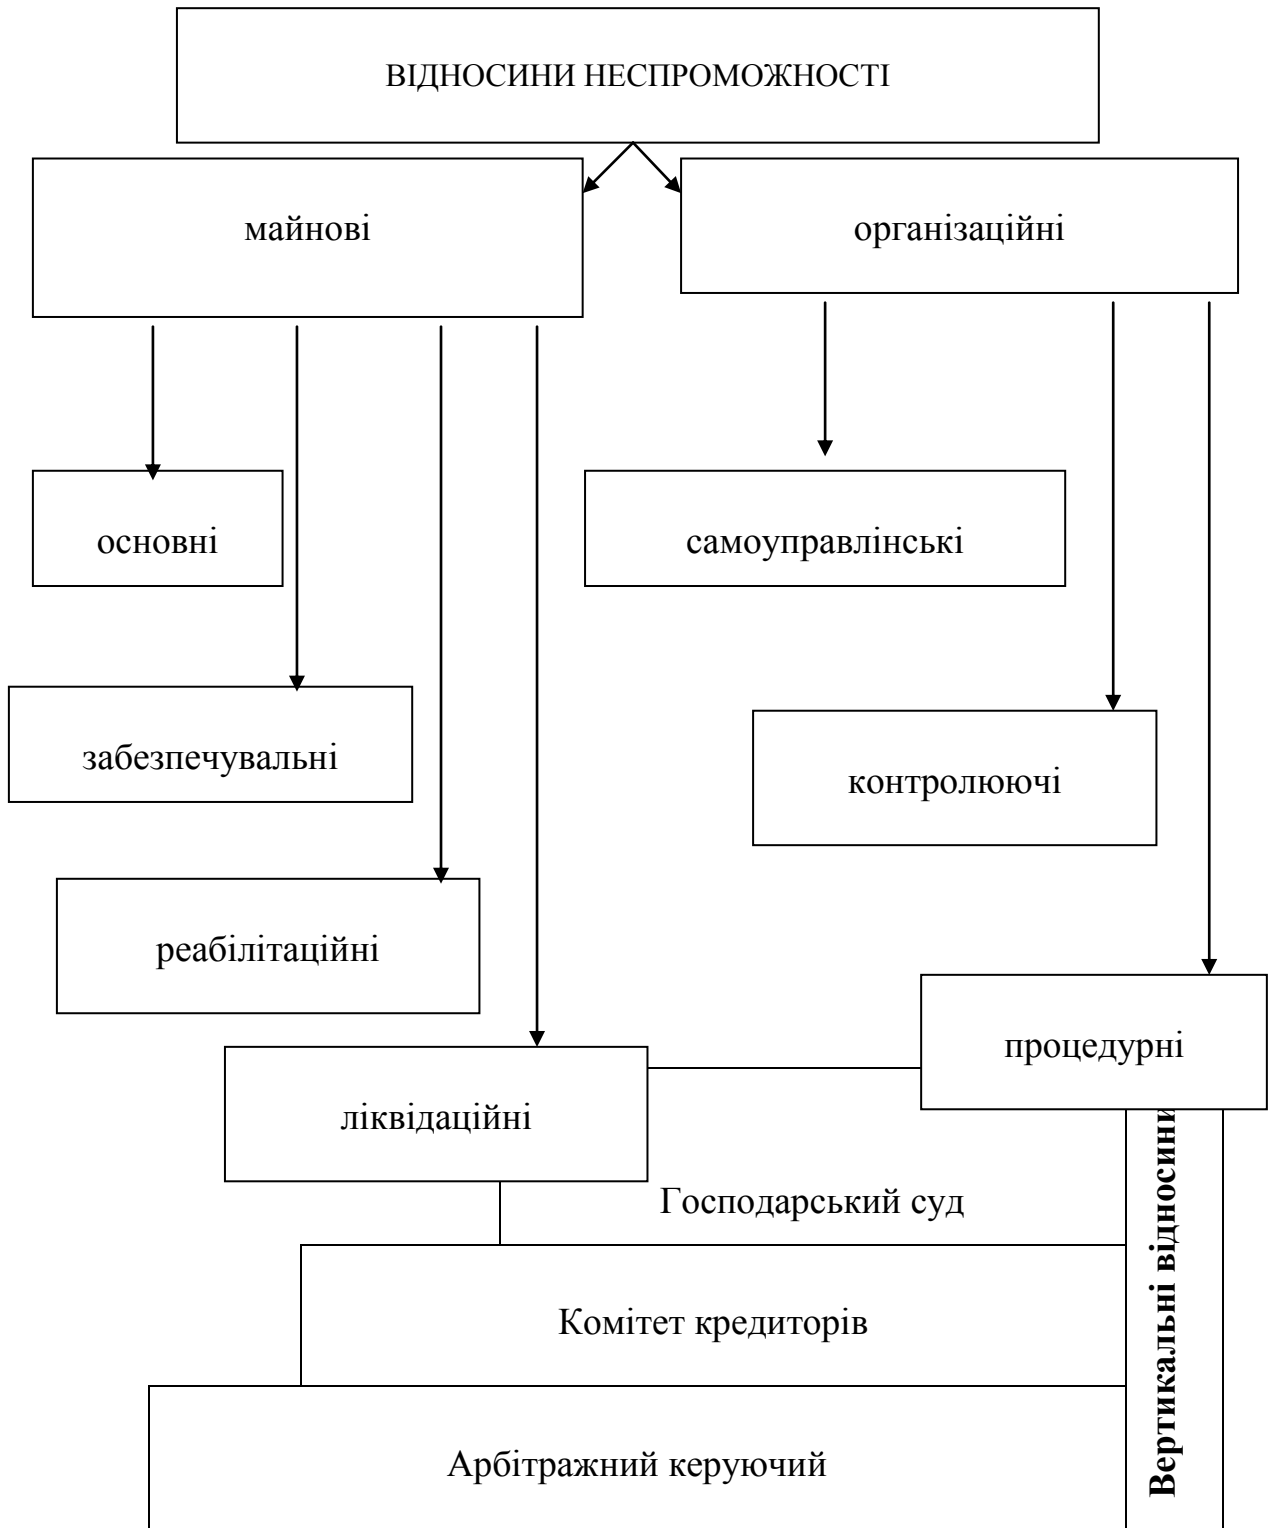 ВІДНОСИНИ НЕСПРОМОЖНОСТІ
майнові
організаційні
основні
самоуправлінські
забезпечувальні
контролюючі
реабілітаційні
процедурні
ліквідаційні
Господарський суд
Комітет кредиторів
Арбітражний керуючий
Вертикальні відносини